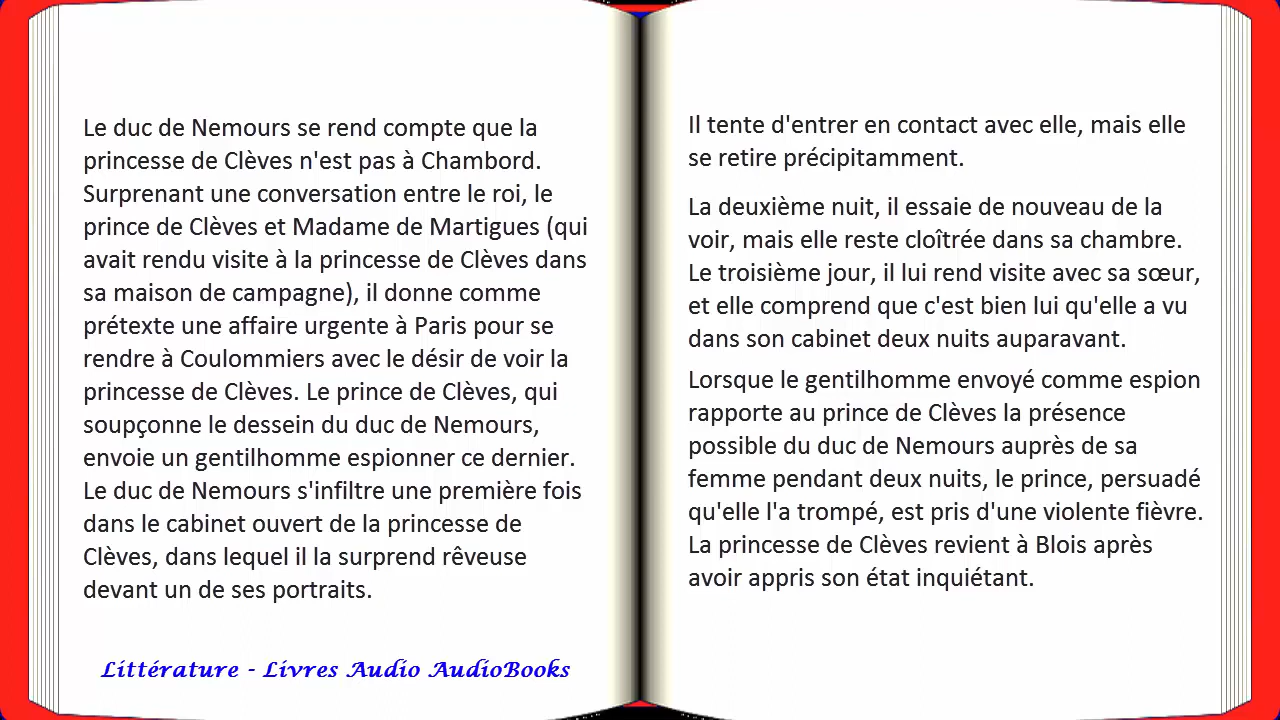 Le duc de Nemours se rend compte que la
princesse de Clèves n'est pas à Chambord.
Surprenant une conversation entre le roi, le
prince de Clèves et Madame de Martigues (qui
avait rendu visite à la princesse de Clèves dans
sa maison de campagne), il donne comme
prétexte une affaire urgente à Paris pour se
rendre à Coulommiers avec le désir de voir la
princesse de Clèves. Le prince de Clèves, qui
soupçonne le dessein du duc de Nemours,
envoie un gentilhomme espionner ce dernier.
Le duc de Nemours s'infiltre une première fois
dans le cabinet ouvert de la princesse de
Clèves, dans lequel il la surprend rêveuse
devant un de ses portraits.
Littérature - Livres Audio AudioBooks
Il tente d'entrer en contact avec elle, mais elle
se retire précipitamment.
La deuxième nuit, il essaie de nouveau de la
voir, mais elle reste cloîtrée dans sa chambre.
Le troisième jour, il lui rend visite avec sa sœur,
et elle comprend que c'est bien lui qu'elle a vu
dans son cabinet deux nuits auparavant.
Lorsque le gentilhomme envoyé comme espion
rapporte au prince de Clèves la présence
possible du duc de Nemours auprès de sa
femme pendant deux nuits, le prince, persuadé
qu'elle l'a trompé, est pris d'une violente fièvre.
La princesse de Clèves revient à Blois après
avoir appris son état inquiétant.